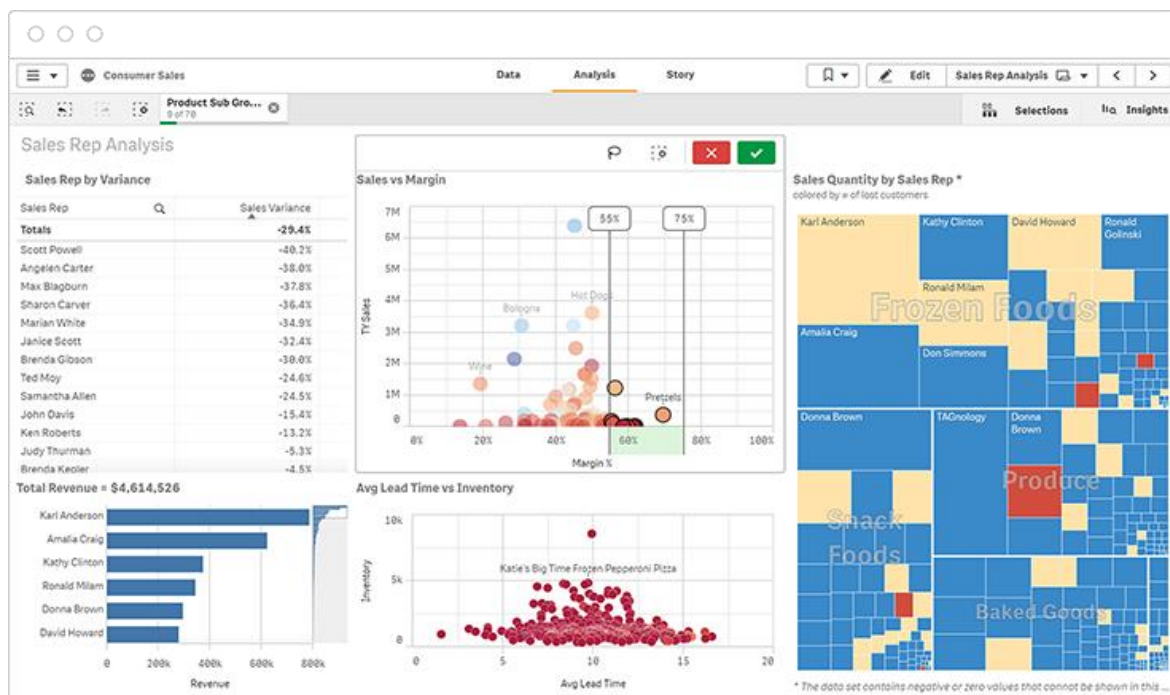 Consumer Sales
Data Analysis Story
Edit Sales Rep Analysis
Product Sub Gro...
9 of 70
Selections Insights
Sales Rep Analysis
Sales Rep by Variance
Sales Rep Sales Variance
Totals -29.4%
Scott Powell -40.2%
Angelen Carter -38.0%
Max Blagburn -37.8%
Sharon Carver -36.4%
Marian White -34.9%
Janice Scott -32.4%
Brenda Gibson -30.0%
Ted Moy -24.6%
Samantha Allen -24.5%
John Davis -15.4%
Ken Roberts -13.2%
Judy Thurman -5.3%
Brenda Kepler -4.5%
Sales vs Margin
55% 75%
7M
6M
5M
4M
3M
2M
1M
0
TY Sales
Hot Dogs
Bologna
Wine
Pretzels
0% 20% 40% 60% 80% 100%
Margin %
Sales Quantity by Sales Rep *
colored by # of lost customers
Karl Anderson
Kathy Clinton
David Howard
Ronald
Golinski
Ronald Milam
Frozen Foods
Amalia Craig
Don Simmons
Donna Brown
TAGnology
Donna
Brown
Produce
Snack
Foods
Baked Goods
* The data set contains negative or zero values that cannot be shown in this ...
Total Revenue = $4,614,526
Karl Anderson
Amalia Craig
Kathy Clinton
Ronald Milam
Donna Brown
David Howard
0 200k 400k 600k 800k
Revenue
Avg Lead Time vs Inventory
10k
5k
0
Inventory
Katie's Big Time Frozen Pepperoni Pizza
0 5 10 15 20
Avg Lead Time